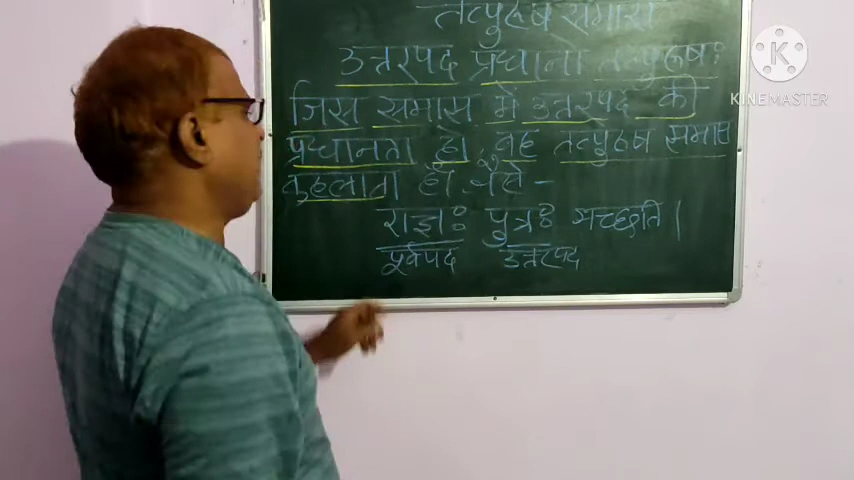 तत्पुरूष समास
उत्तरपद प्रधानो तत्पुरूषः
जिस समास में उत्तरपद की
प्रधानता हो, वह तत्पुरूष समास
कहलाता है । जैसे –
राज्ञः पुत्रः गच्छति |
पूर्वपद उत्तरपद
KINEMASTER